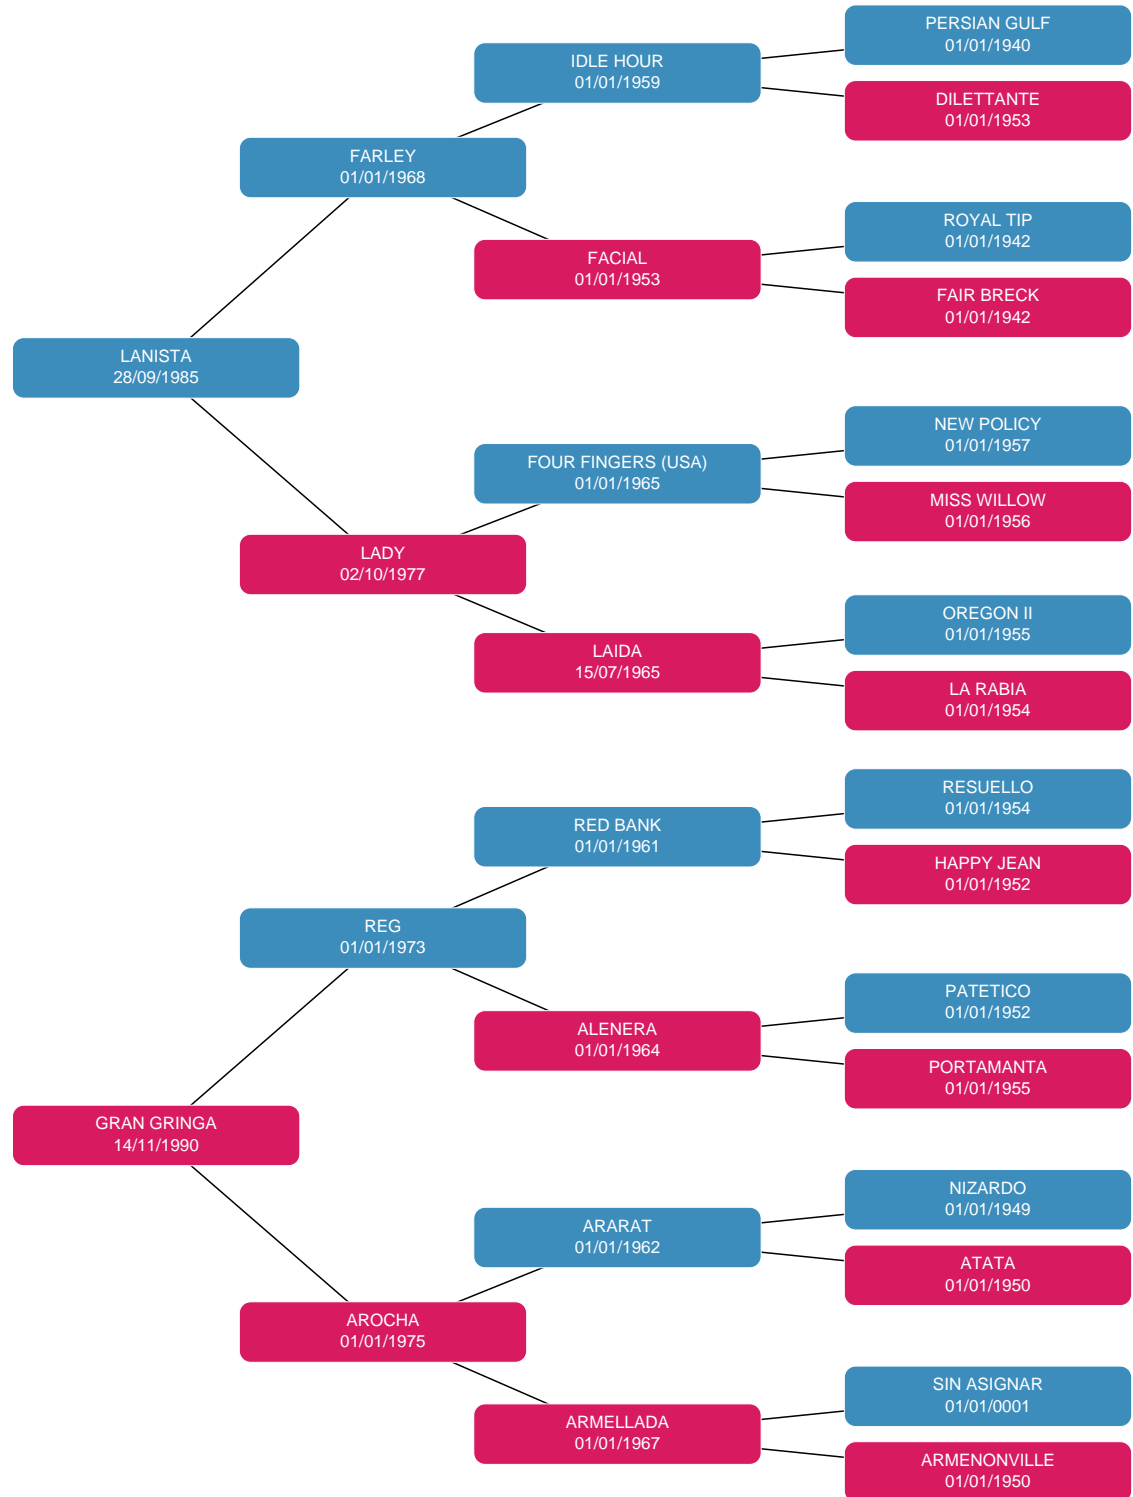 PERSIAN GULF
01/01/1940
IDLE HOUR
01/01/1959
DILETTANTE
01/01/1953
FARLEY
01/01/1968
ROYAL TIP
01/01/1942
FACIAL
01/01/1953
FAIR BRECK
01/01/1942
LANISTA
28/09/1985
NEW POLICY
01/01/1957
FOUR FINGERS (USA)
01/01/1965
MISS WILLOW
01/01/1956
LADY
02/10/1977
OREGON II
01/01/1955
LAIDA
15/07/1965
LA RABIA
01/01/1954
RESUELLO
01/01/1954
RED BANK
01/01/1961
HAPPY JEAN
01/01/1952
REG
01/01/1973
PATETICO
01/01/1952
ALENERA
01/01/1964
PORTAMANTA
01/01/1955
GRAN GRINGA
14/11/1990
NIZARDO
01/01/1949
ARARAT
01/01/1962
ATATA
01/01/1950
AROCHA
01/01/1975
SIN ASIGNAR
01/01/0001
ARMELLADA
01/01/1967
ARMENONVILLE
01/01/1950